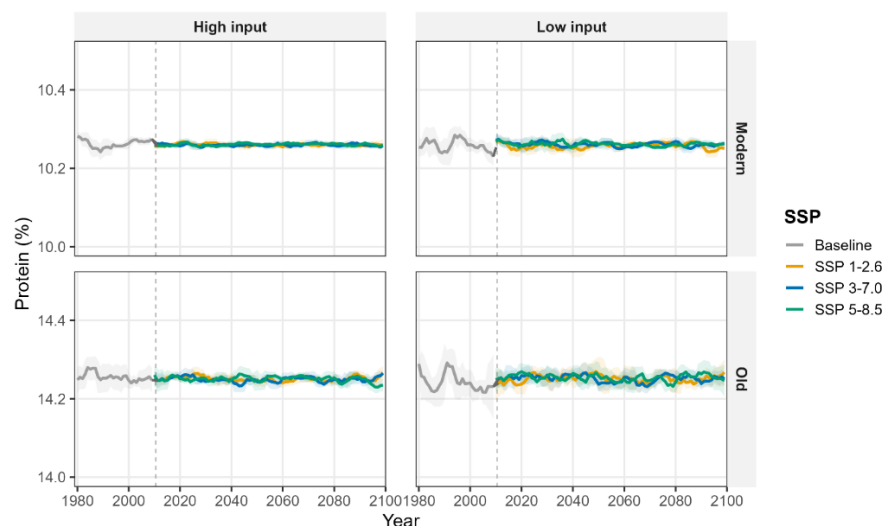 High input
Low input
10.4
10.2
10.0
Modern
Protein (%)
14.4
14.2
14.0
Old
1980 2000 2020 2040 2060 2080 2100
1980 2000 2020 2040 2060 2080 2100
Year
SSP
Baseline
SSP 1-2.6
SSP 3-7.0
SSP 5-8.5